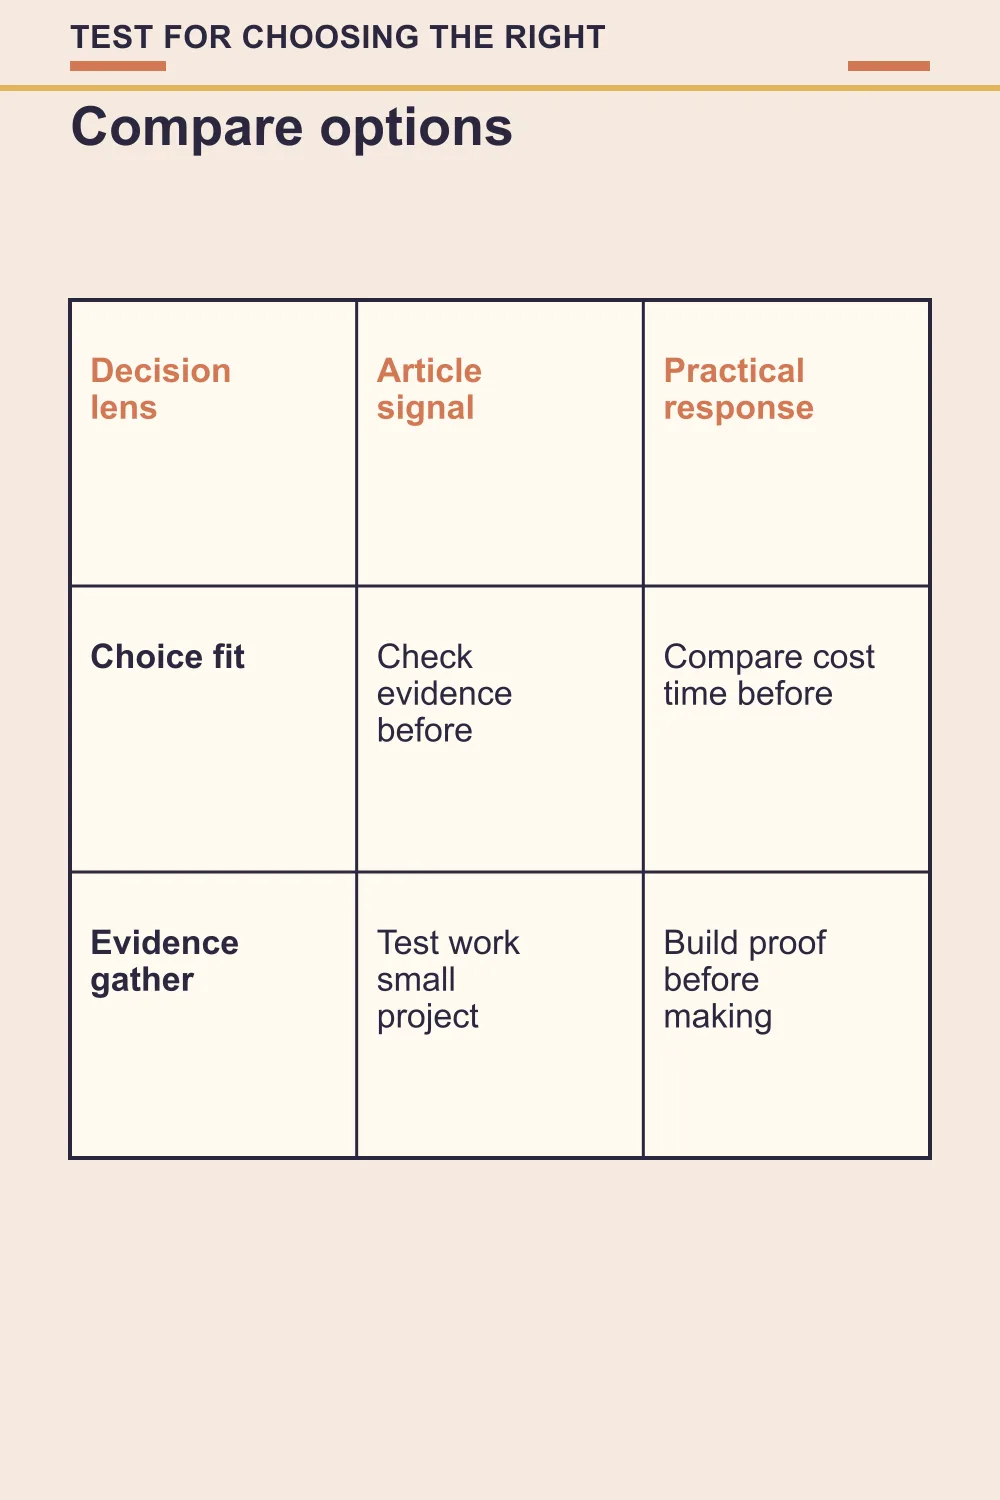 TEST FOR CHOOSING THE RIGHT
Compare options
Decision
lens
Article
signal
Practical
response
Choice fit
Check
evidence
before
Compare cost
time before
Evidence
gather
Test work
small
project
Build proof
before
making